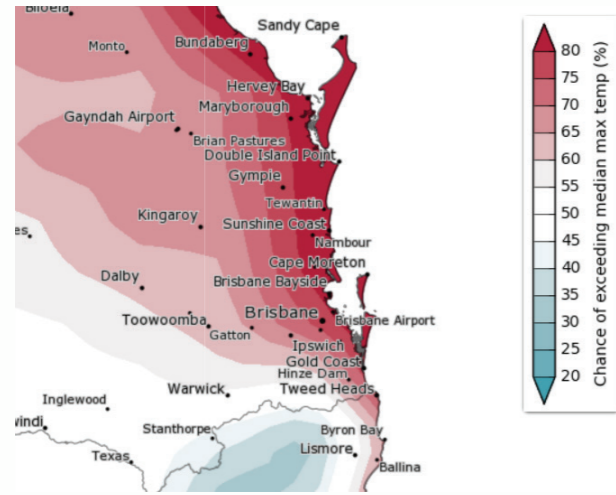 Biloela
Sandy Cape
Monto
Bundaberg
Hervey Bay
Maryborough
Gayndah Airport
Brian Pastures
Double Island Point
Gympie
Tewantin
Kingaroy
Sunshine Coast
Nambour
Cape Moreton
es
Dalby
Brisbane Bayside
Brisbane
Toowoomba
Brisbane Airport
Gatton
Ipswich
Gold Coast
Hinze Dam
Warwick
Tweed Heads
Inglewood
windi
Stanthorpe
Byron Bay
Lismore
Texas
Ballina
80
75
70
65
60
55
50
45
40
35
30
25
20
Chance of exceeding median max temp (%)